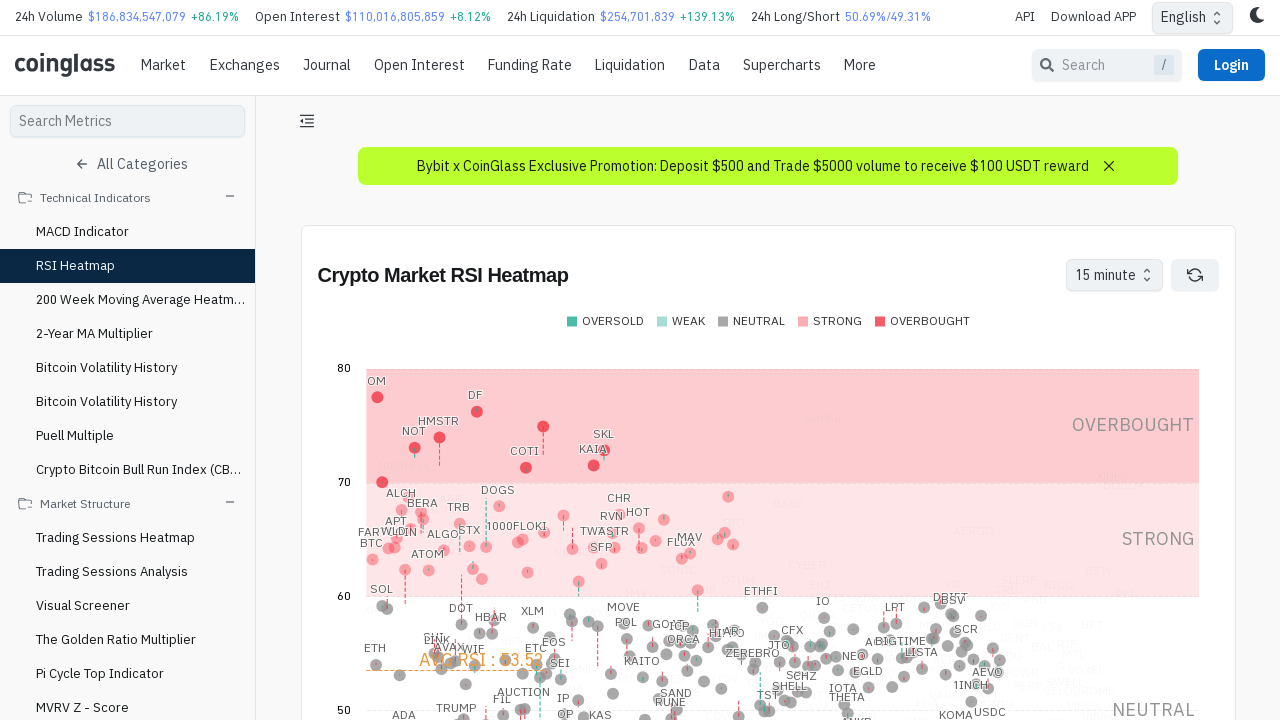 24h Volume $186,834,547,079 +86.19% Open Interest $110,016,805,859 +8.12% 24h Liquidation $254,701,839 +139.13% 24h Long/Short 50.69%/49.31% API Download APP English
coinglass Market Exchanges Journal Open Interest Funding Rate Liquidation Data Supercharts More Search / Login
Search Metrics
All Categories
Technical Indicators
MACD Indicator
RSI Heatmap
200 Week Moving Average Heatm...
2-Year MA Multiplier
Bitcoin Volatility History
Bitcoin Volatility History
Puell Multiple
Crypto Bitcoin Bull Run Index (CB...
Market Structure
Trading Sessions Heatmap
Trading Sessions Analysis
Visual Screener
The Golden Ratio Multiplier
Pi Cycle Top Indicator
MVRV Z - Score
Bybit x CoinGlass Exclusive Promotion: Deposit $500 and Trade $5000 volume to receive $100 USDT reward
Crypto Market RSI Heatmap
15 minute
OVERSOLD WEAK NEUTRAL STRONG OVERBOUGHT
80
OM
DF
HMSTR
NOT
SKL
COTI
KAIA
OVERBOUGHT
70
ALCH
DOGS
BERA
TRB
CHR
HOT
RVN
APT
1000FLOKI
STX
ALGO
MAV
FLUX
BTC
SFP
ATOM
STRONG
60
SOL
ETHFI
IO
BSV
DOT
HBAR
XLM
MOVE
POL
LPT
SCR
CFX
ICP
ORCA
ETH
LINK
AVAX
WIF
ETC
EOS
AVG RSI : 53.52
SEI
KAITO
ZEREBRO
JTO
BIGTIME
LISTA
NEO
EGLD
AEVO
SCHZ
SHELL
1INCH
AUCTION
FIL
IP
SAND
RUNE
TST
IOTA
THETA
TRUMP
ADA
OP
KAS
KOMA
USDC
50
NEUTRAL